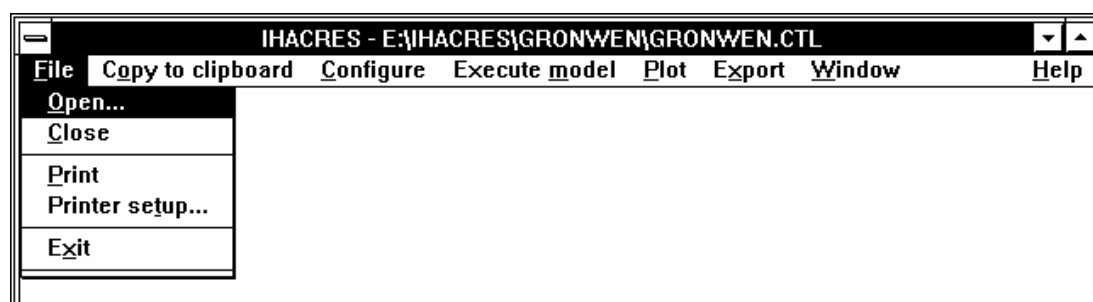 IHACRES - E:\IHACRES\GRONWEN\GRONWEN.CTL
File Copy to clipboard Configure Execute model Plot Export Window Help
Open...
Close
Print
Printer setup...
Exit